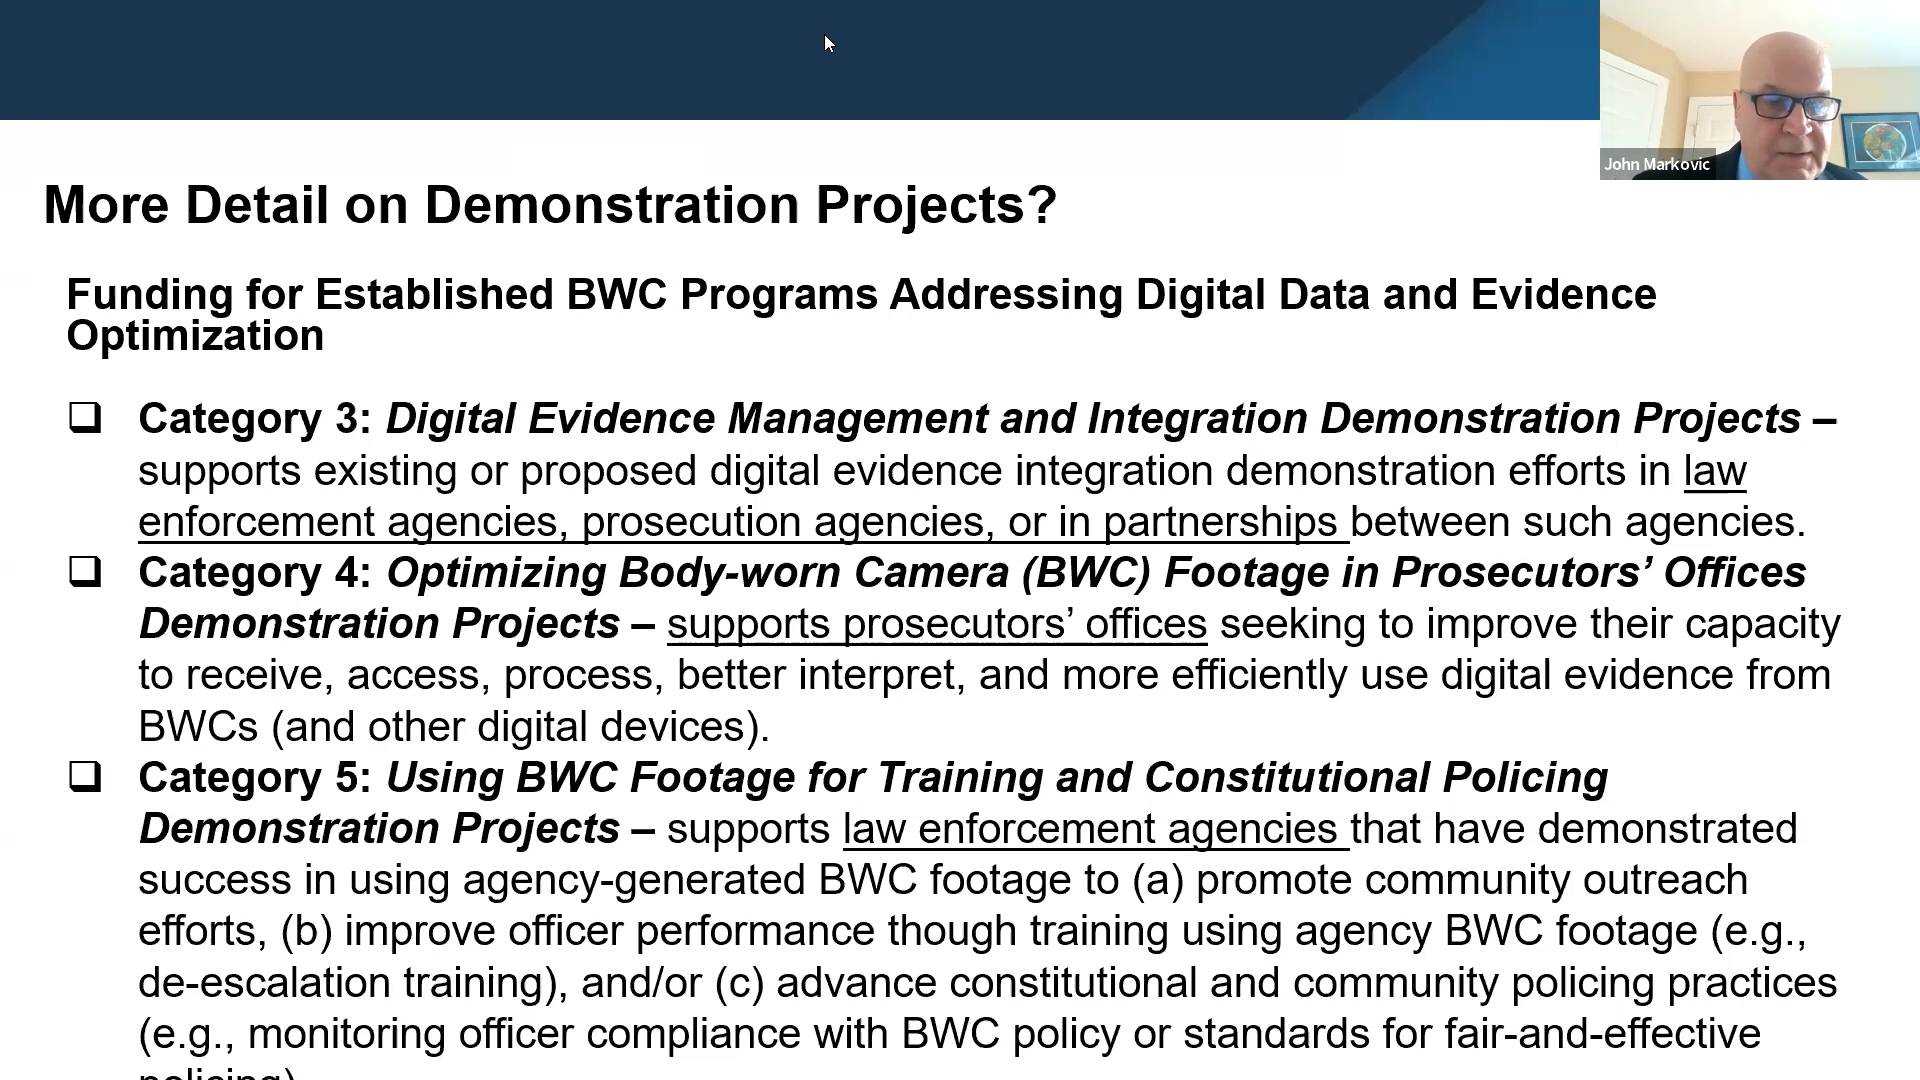 John Markovic
More Detail on Demonstration Projects?
Funding for Established BWC Programs Addressing Digital Data and Evidence
Optimization
❑ Category 3: Digital Evidence Management and Integration Demonstration Projects –
supports existing or proposed digital evidence integration demonstration efforts in law
enforcement agencies, prosecution agencies, or in partnerships between such agencies.
❑ Category 4: Optimizing Body-worn Camera (BWC) Footage in Prosecutors’ Offices
Demonstration Projects – supports prosecutors’ offices seeking to improve their capacity
to receive, access, process, better interpret, and more efficiently use digital evidence from
BWCs (and other digital devices).
❑ Category 5: Using BWC Footage for Training and Constitutional Policing
Demonstration Projects – supports law enforcement agencies that have demonstrated
success in using agency-generated BWC footage to (a) promote community outreach
efforts, (b) improve officer performance though training using agency BWC footage (e.g.,
de-escalation training), and/or (c) advance constitutional and community policing practices
(e.g., monitoring officer compliance with BWC policy or standards for fair-and-effective
policing)